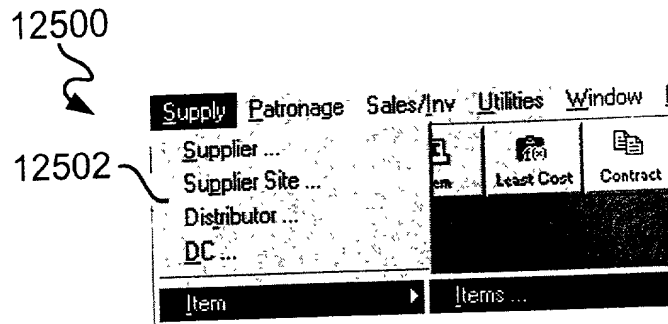 12500
Supply Patronage Sales/Inv Utilities Window
Supplier ...
12502
Supplier Site ...
Least Cost Contract
Distributor ...
DC ...
Item Items ...